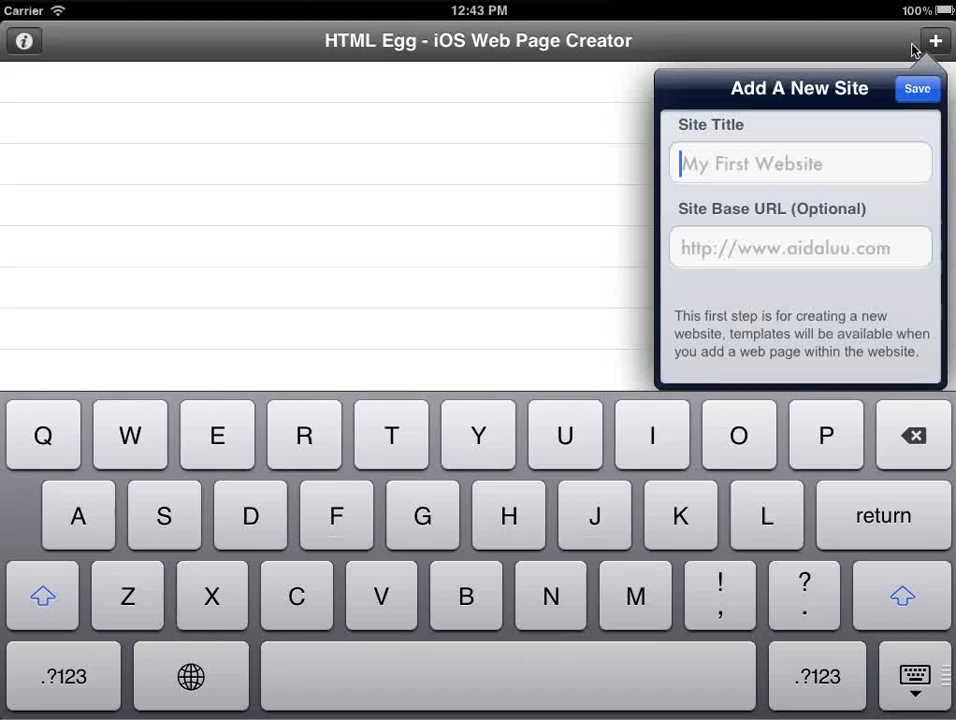 Carrier 12:43 PM 100%
i HTML Egg - iOS Web Page Creator +
Add A New Site Save
Site Title
My First Website
Site Base URL (Optional)
http://www.aidaluu.com
This first step is for creating a new
website, templates will be available when
you add a web page within the website.
Q W E R T Y U I O P
A S D F G H J K L return
Z X C V B N M ! , ? .
.?123 .?123